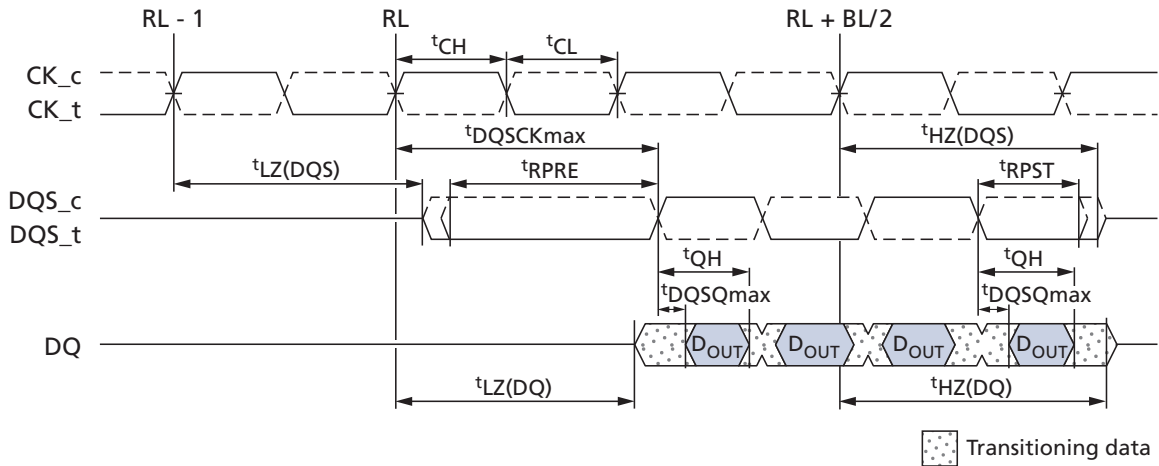 RL - 1 RL RL + BL/2
tCH tCL
CK_c
CK_t
tDQSCKmax tHZ(DQS)
tLZ(DQS) tRPRE tRPST
DQS_c
DQS_t
tQH tQH
tDQSQmax tDQSQmax
DQ DOUT DOUT DOUT DOUT
tLZ(DQ) tHZ(DQ)
Transitioning data